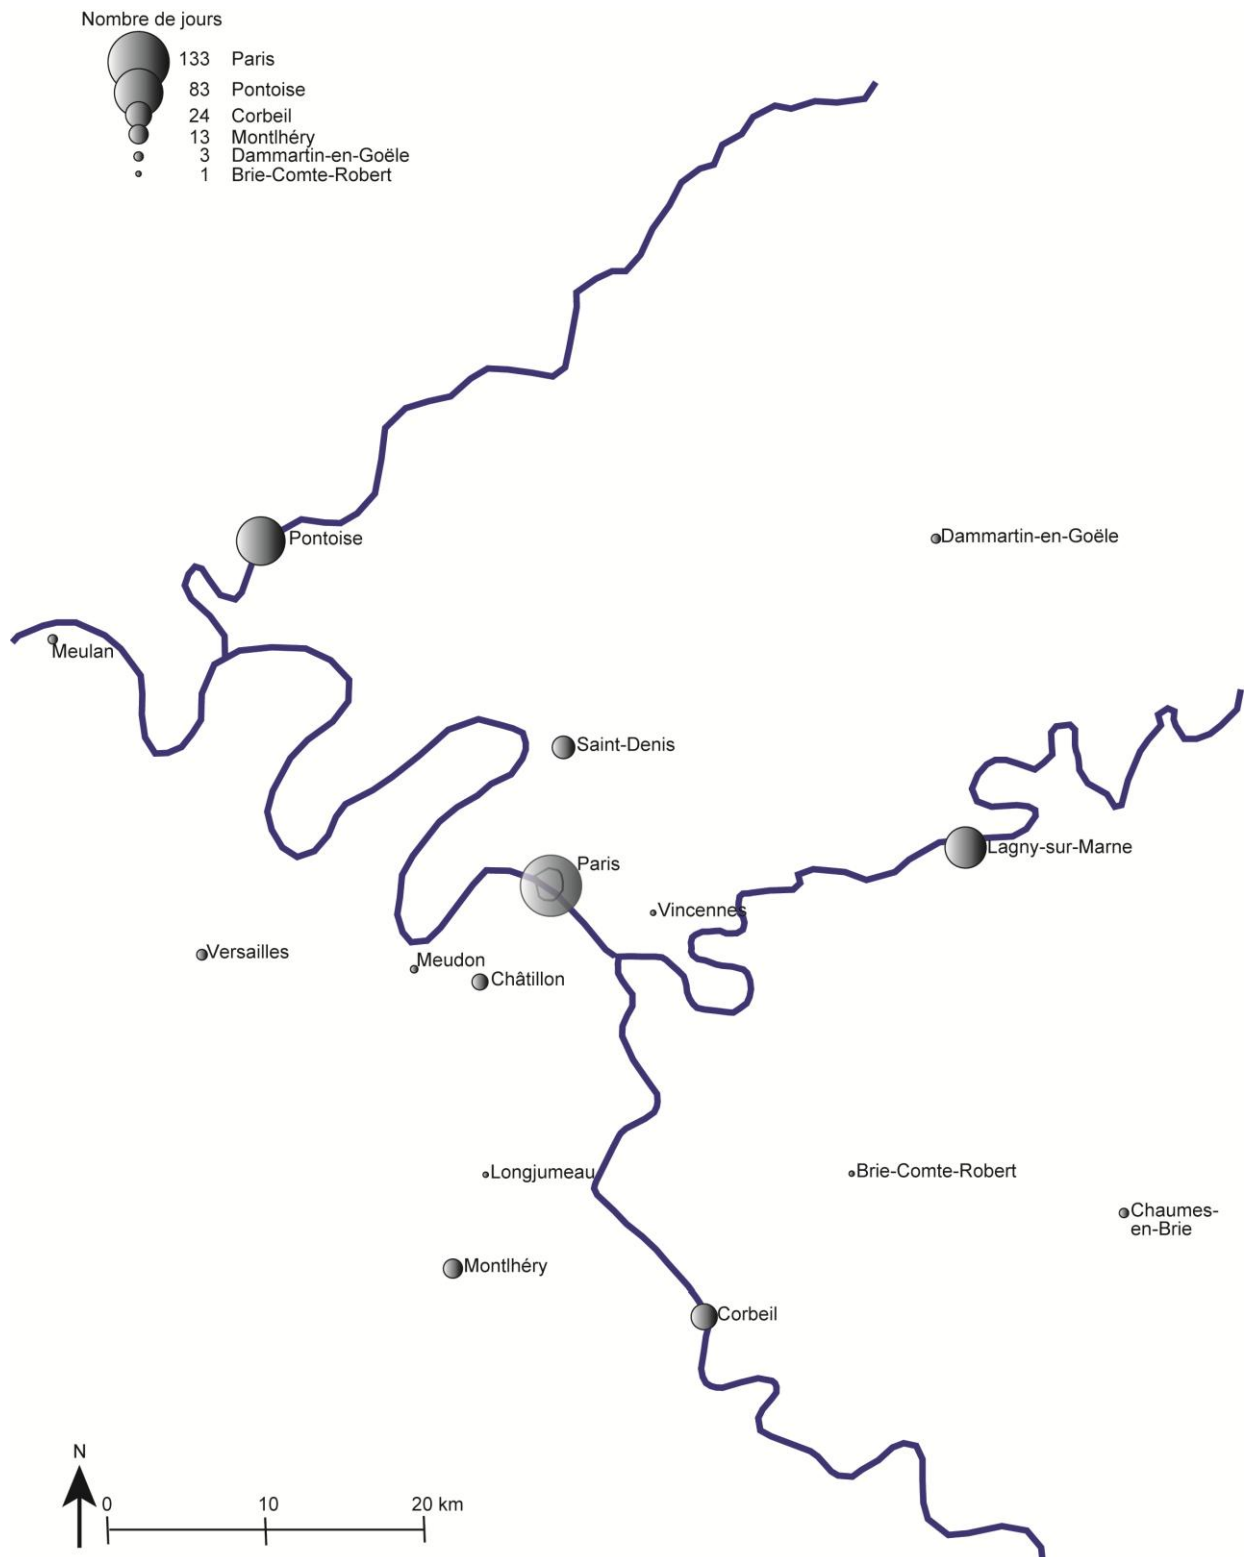 Nombre de jours
133 Paris
83 Pontoise
24 Corbeil
13 Montlhéry
3 Dammartin-en-Goële
1 Brie-Comte-Robert
Pontoise
Dammartin-en-Goële
Meulan
Saint-Denis
Lagny-sur-Marne
Paris
Vincennes
Versailles
Meudon
Châtillon
Longjumeau
Brie-Comte-Robert
Chaumes-
en-Brie
Montlhéry
Corbeil
N
0 10 20 km